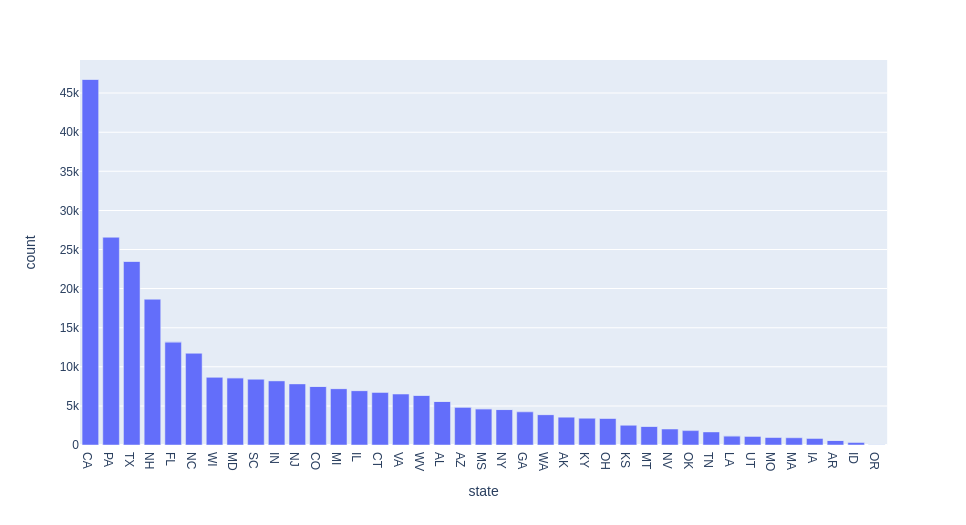 45k
40k
35k
30k
25k
20k
15k
10k
5k
0
count
CA PA TX NH FL NC WI MD SC IN NJ CO MI IL CT VA WV AL AZ MS NY GA WA AK KY OH KS MT NV OK TN LA UT MO MA IA AR ID OR
state